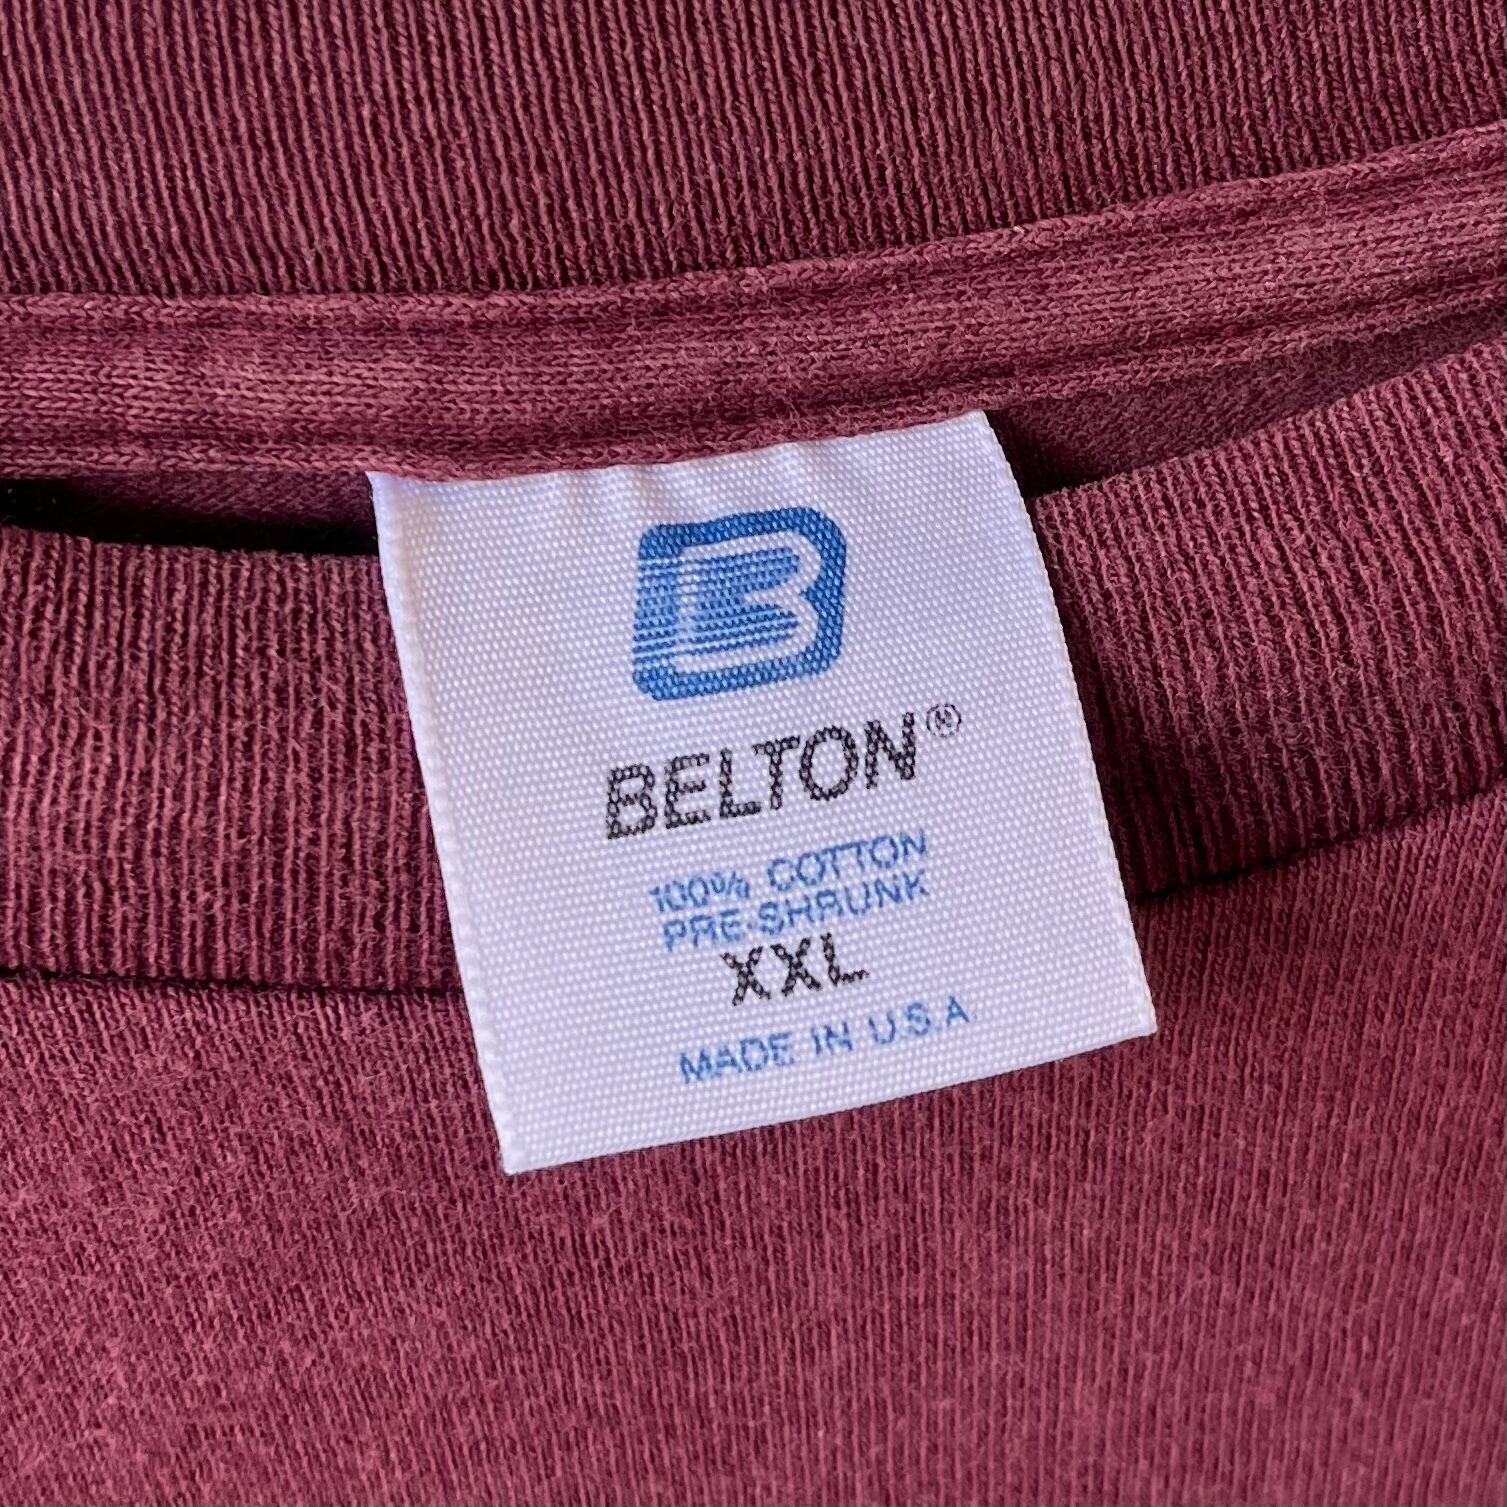 B
BELTON®
100% COTTON
PRE-SHRUNK
XXL
MADE IN U.S.A